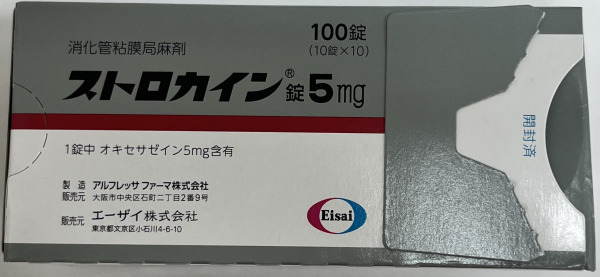 消化管粘膜局麻剤
100錠
(10錠×10)
ストロカイン®錠5mg
1錠中 オキセサゼイン5mg含有
製造 アルフレッサ ファーマ株式会社
販売元 大阪市中央区石町二丁目2番9号
販売元 エーザイ株式会社
東京都文京区小石川4-6-10
Eisai
開封済